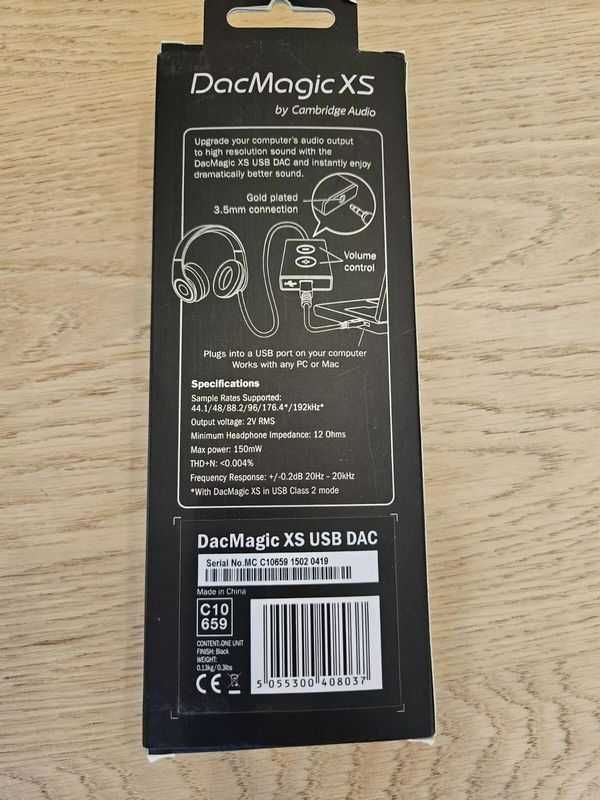 DacMagic XS
by Cambridge Audio
Upgrade your computer's audio output
to high resolution sound with the
DacMagic XS USB DAC and instantly enjoy
dramatically better sound.
Gold plated
3.5mm connection
Volume
control
Plugs into a USB port on your computer
Works with any PC or Mac
Specifications
Sample Rates Supported:
44.1/48/88.2/96/176.4*/192kHz*
Output voltage: 2V RMS
Minimum Headphone Impedance: 12 Ohms
Max power: 150mW
THD+N: <0.004%
Frequency Response: +/-0.2dB 20Hz – 20kHz
*With DacMagic XS in USB Class 2 mode
DacMagic XS USB DAC
Serial No.MC C10659 1502 0419
Made in China
C10
659
CONTENT:ONE UNIT
FINISH: Black
WEIGHT:
0.13kg/0.3lbs
CE
5 055300 408037